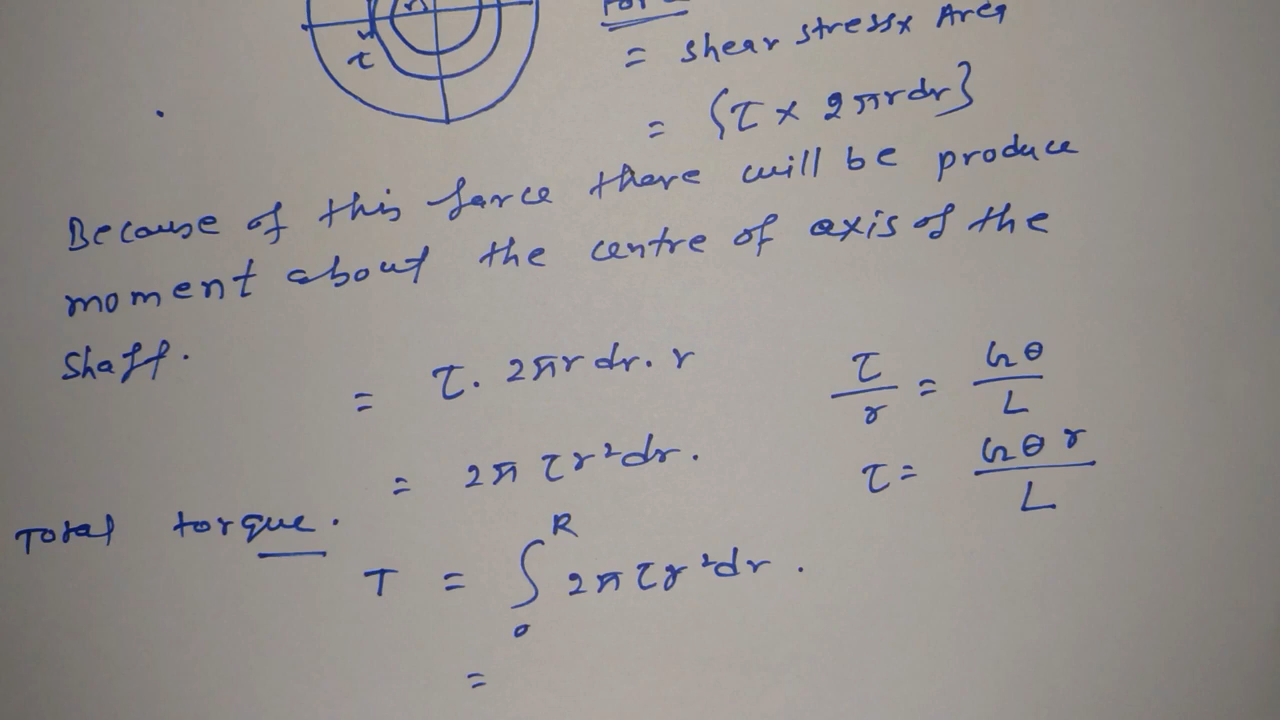 τ
= shear stress x Area
= {τ x 2πrdr}
Because of this farce there will be produce
moment about the centre of axis of the
Shaft.
= τ. 2πr dr. r
τ/r = Gθ/L
= 2π τr²dr.
τ = Gθr/L
Total torque.
T = ∫₀ᴿ 2πτr²dr.
=